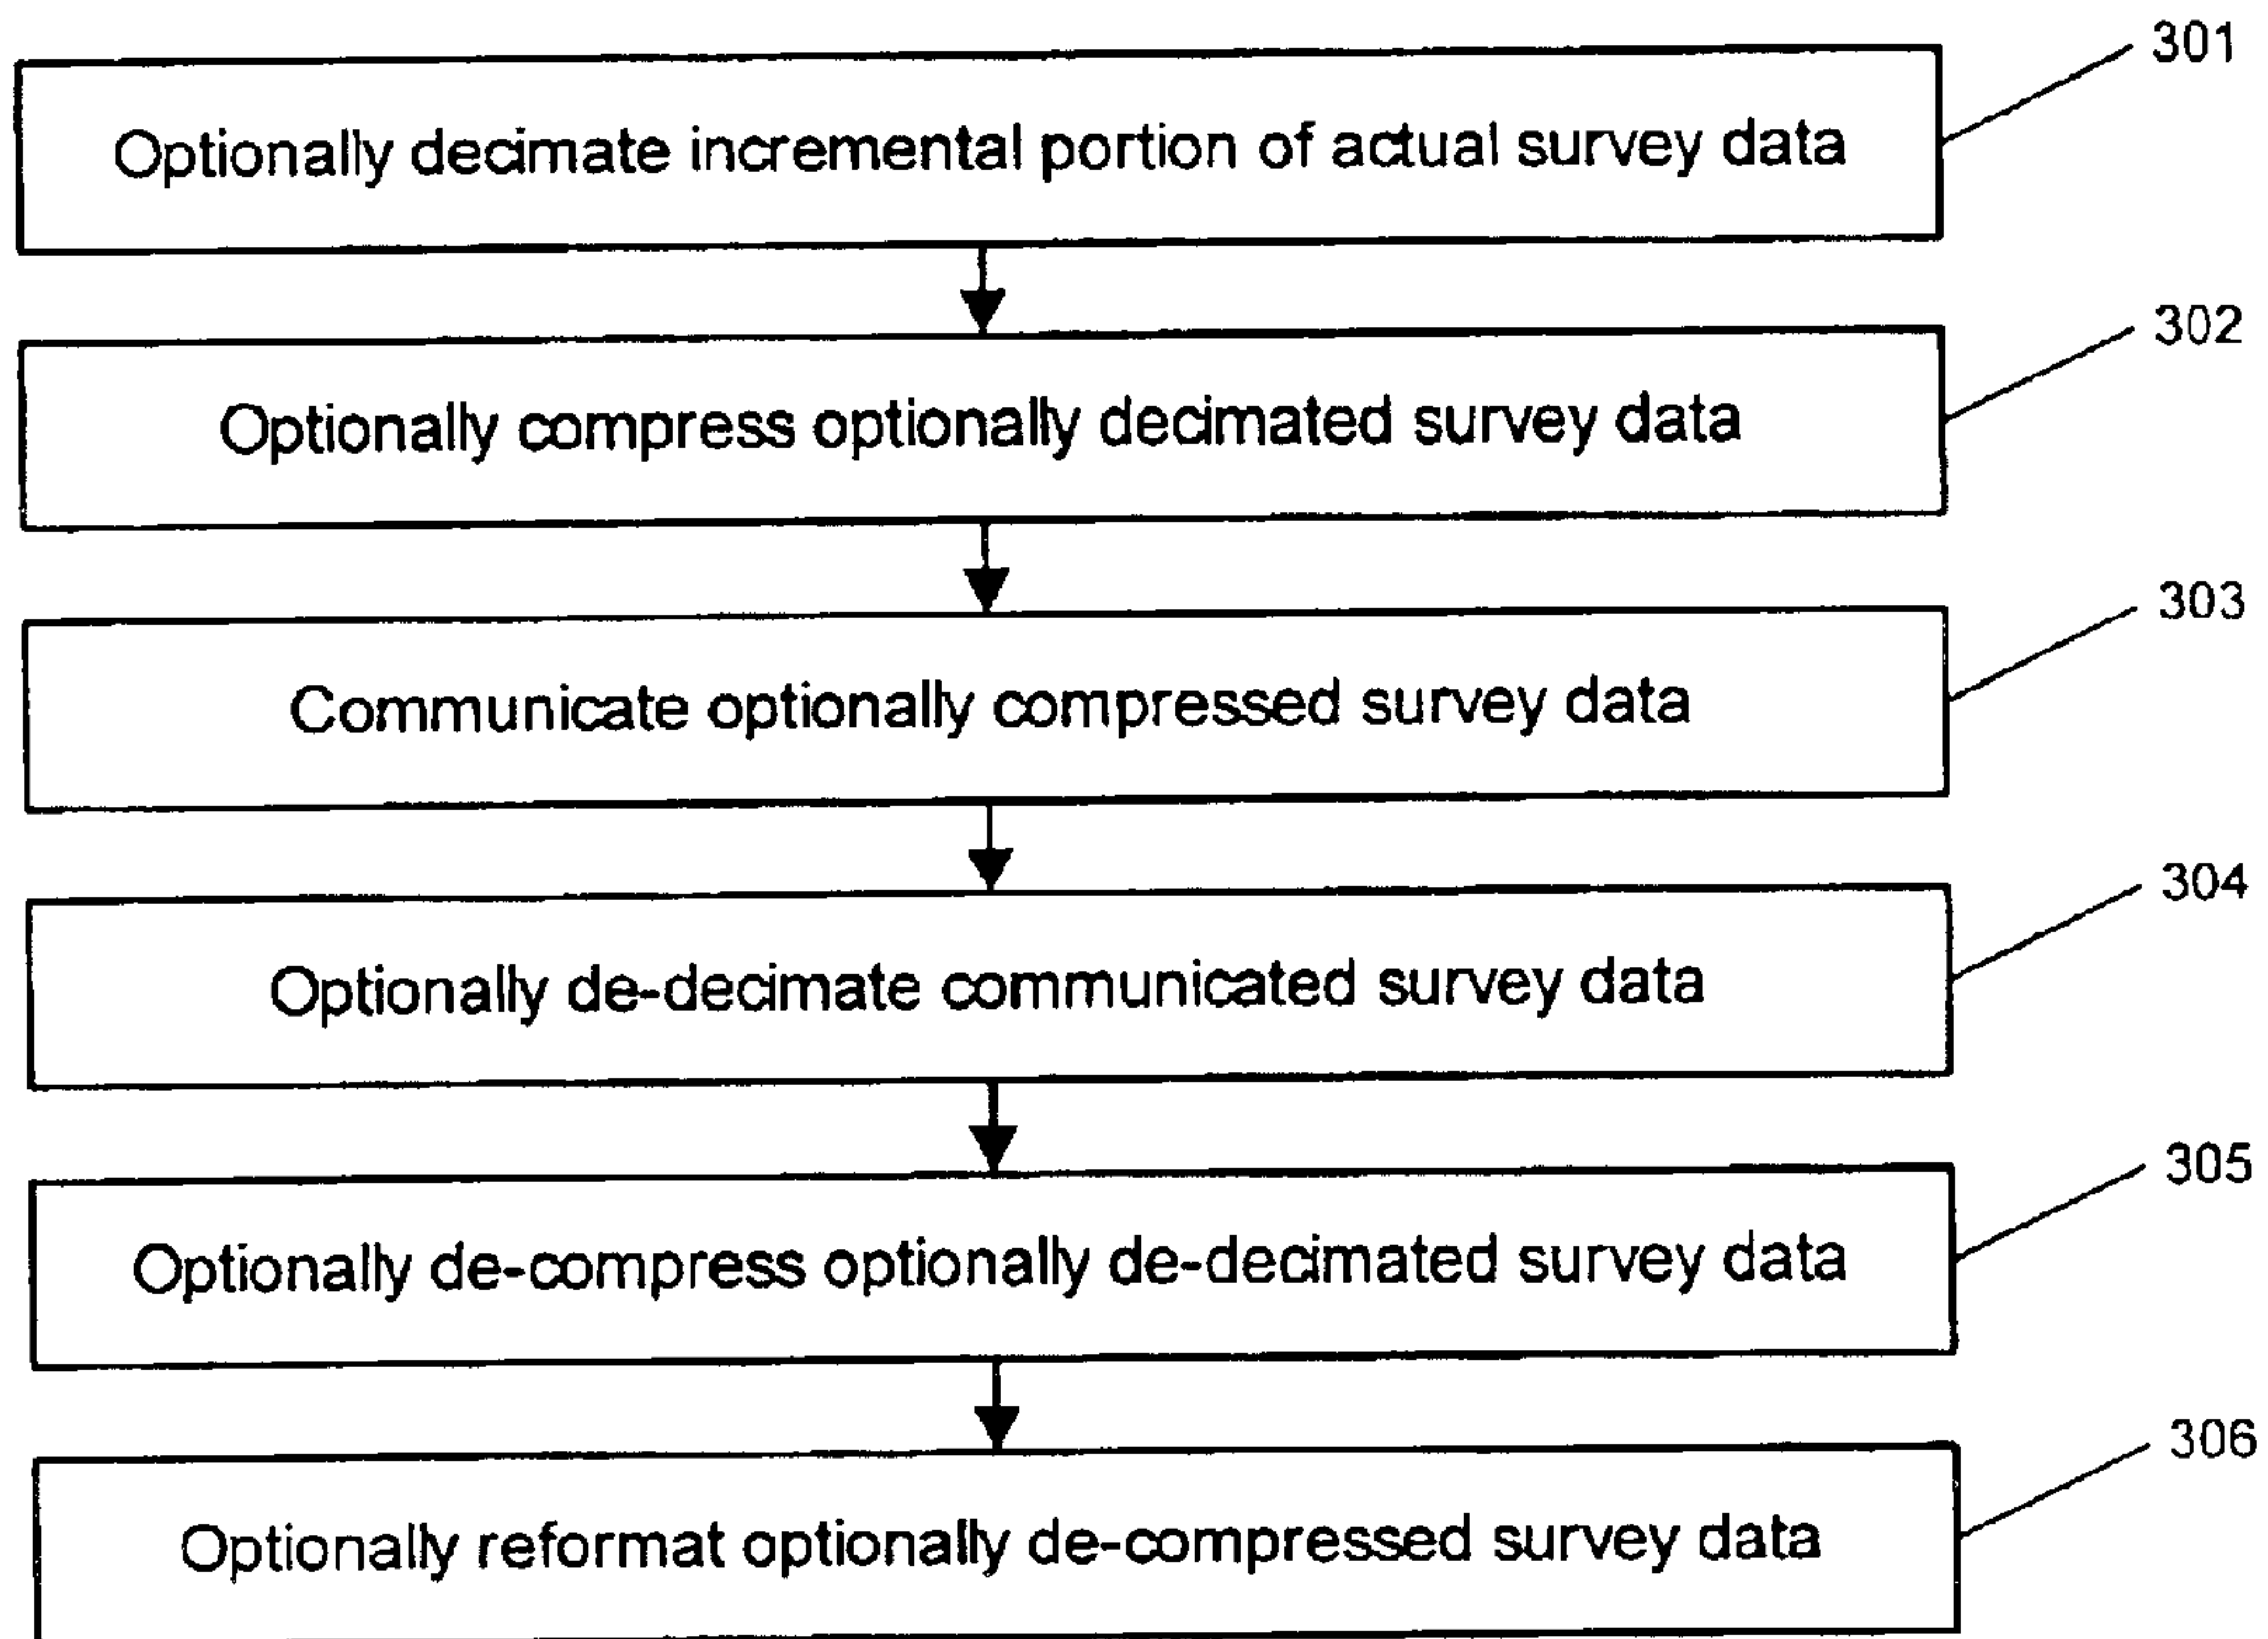 301
Optionally decimate incremental portion of actual survey data
302
Optionally compress optionally decimated survey data
303
Communicate optionally compressed survey data
304
Optionally de-decimate communicated survey data
305
Optionally de-compress optionally de-decimated survey data
306
Optionally reformat optionally de-compressed survey data